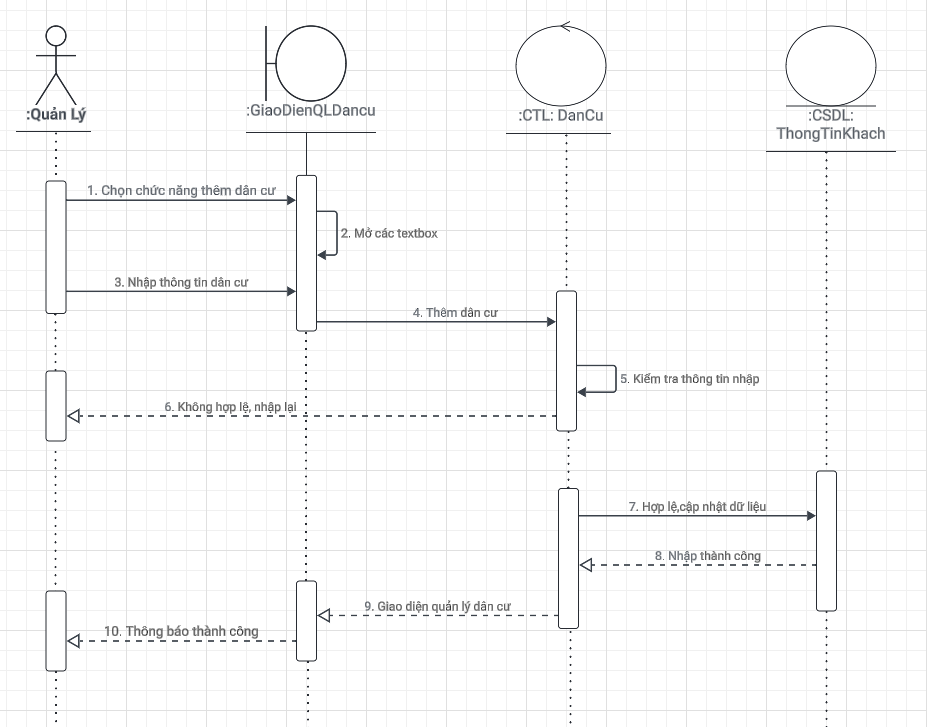 :Quản Lý
:GiaoDienQLDancu
:CTL: DanCu
:CSDL:
ThongTinKhach
1. Chọn chức năng thêm dân cư
2. Mở các textbox
3. Nhập thông tin dân cư
4. Thêm dân cư
5. Kiểm tra thông tin nhập
6. Không hợp lệ, nhập lại
7. Hợp lệ,cập nhật dữ liệu
8. Nhập thành công
9. Giao diện quản lý dân cư
10. Thông báo thành công